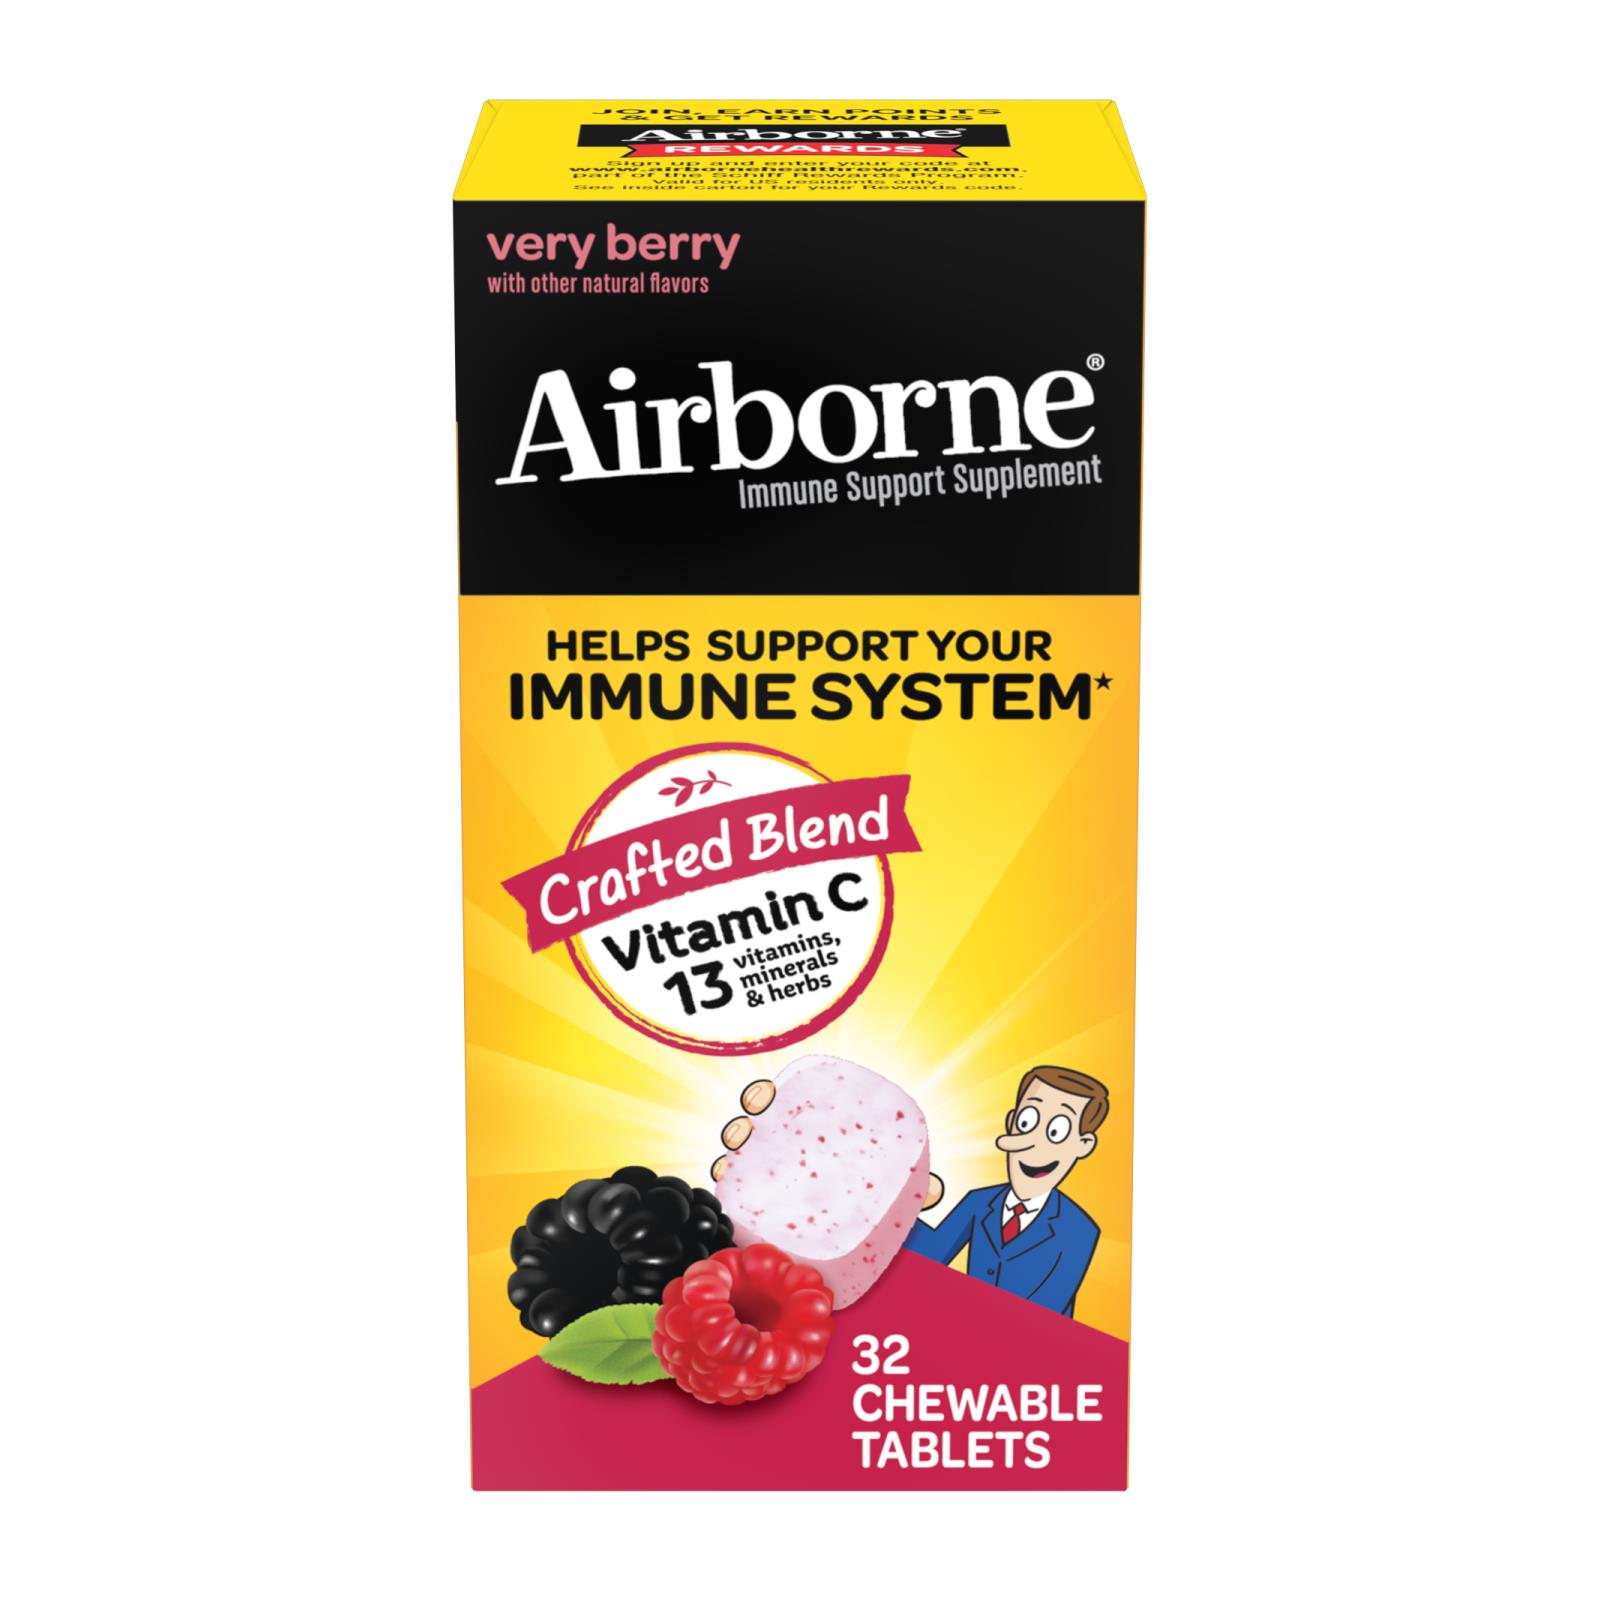 JOIN, EARN POINTS
& GET REWARDS
Airborne®
REWARDS
Sign up and enter your code at
www.airbornehealthrewards.com.
part of the Schiff Rewards Program.
Valid for US residents only.
See inside carton for your Rewards code.
very berry
with other natural flavors
Airborne®
Immune Support Supplement
HELPS SUPPORT YOUR
IMMUNE SYSTEM★
Crafted Blend
Vitamin C
13 vitamins,
minerals
& herbs
32
CHEWABLE
TABLETS